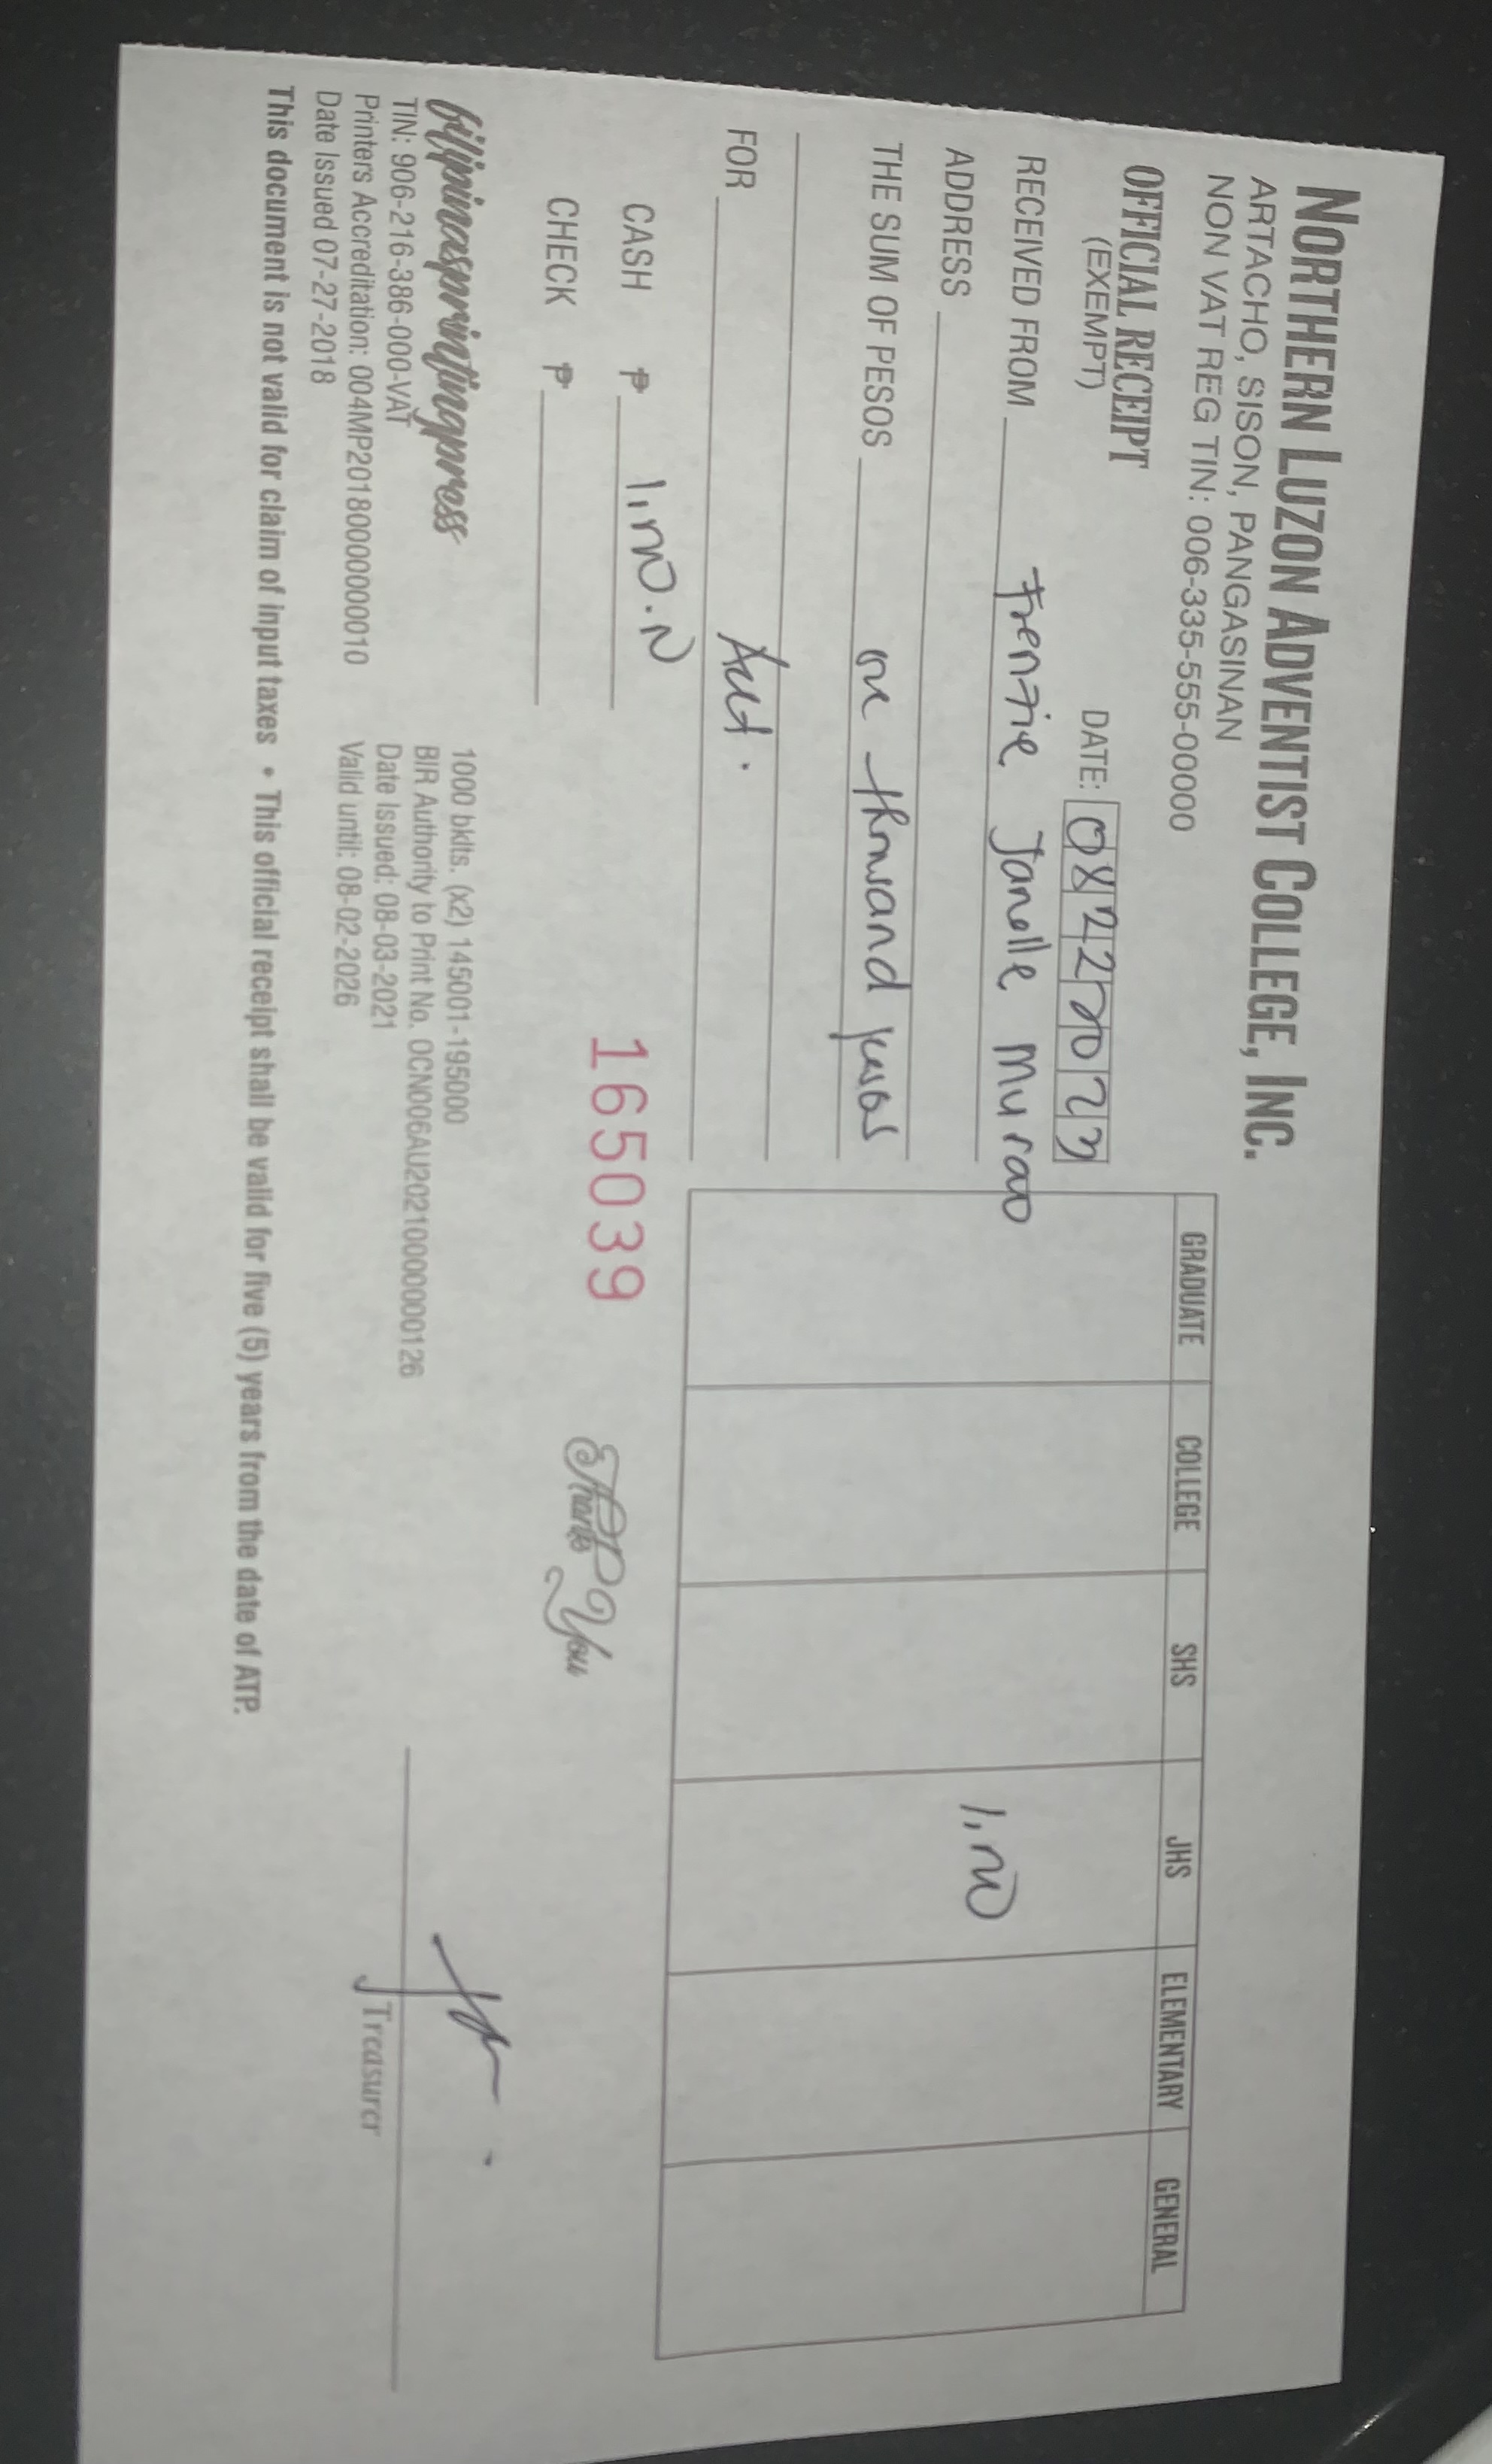 NORTHERN LUZON ADVENTIST COLLEGE, INC.
ARTACHO, SISON, PANGASINAN
NON VAT REG TIN: 006-335-555-00000
OFFICIAL RECEIPT
(EXEMPT)
DATE: 08222023
RECEIVED FROM Frenzie Janelle Murao
ADDRESS
THE SUM OF PESOS one thousand pesos
FOR Acct.
CASH ₱ 1,000.00
CHECK ₱
GRADUATE COLLEGE SHS JHS ELEMENTARY GENERAL
1,000
165039
Thank You
filipinasprintingpress
TIN: 906-216-386-000-VAT
Printers Accreditation: 004MP20180000000010
Date Issued 07-27-2018
1000 bklts. (x2) 145001-195000
BIR Authority to Print No. OCN006AU20210000000126
Date Issued: 08-03-2021
Valid until: 08-02-2026
Treasurer
This document is not valid for claim of input taxes • This official receipt shall be valid for five (5) years from the date of ATP.